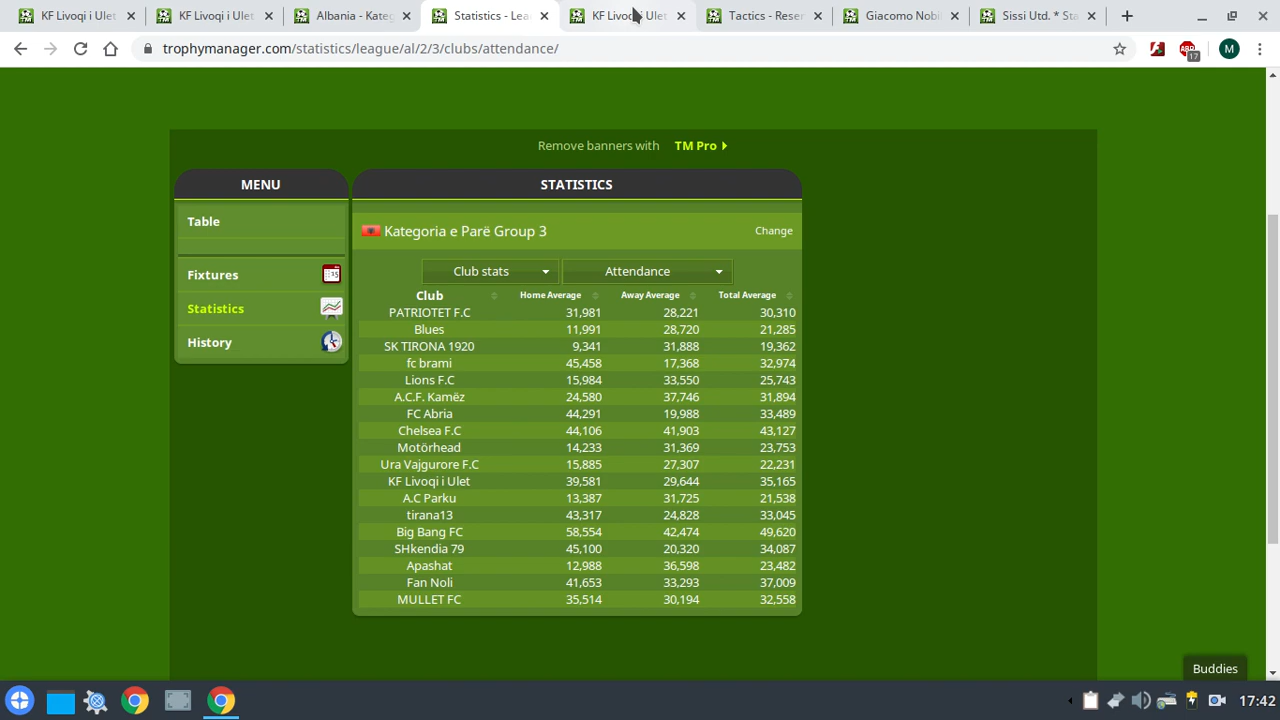 KF Livoqi i Ulet
KF Livoqi i Ulet
Albania - Kateg
Statistics - Lea
KF Livoqi i Ulet
Tactics - Reser
Giacomo Nobil
Sissi Utd. * Sta
trophymanager.com/statistics/league/al/2/3/clubs/attendance/
17
M
Remove banners with TM Pro
MENU
Table
Fixtures
Statistics
History
STATISTICS
Kategoria e Parë Group 3 Change
Club stats Attendance
Club Home Average Away Average Total Average
PATRIOTET F.C 31,981 28,221 30,310
Blues 11,991 28,720 21,285
SK TIRONA 1920 9,341 31,888 19,362
fc brami 45,458 17,368 32,974
Lions F.C 15,984 33,550 25,743
A.C.F. Kamëz 24,580 37,746 31,894
FC Abria 44,291 19,988 33,489
Chelsea F.C 44,106 41,903 43,127
Motörhead 14,233 31,369 23,753
Ura Vajgurore F.C 15,885 27,307 22,231
KF Livoqi i Ulet 39,581 29,644 35,165
A.C Parku 13,387 31,725 21,538
tirana13 43,317 24,828 33,045
Big Bang FC 58,554 42,474 49,620
SHkendia 79 45,100 20,320 34,087
Apashat 12,988 36,598 23,482
Fan Noli 41,653 33,293 37,009
MULLET FC 35,514 30,194 32,558
Buddies
17:42